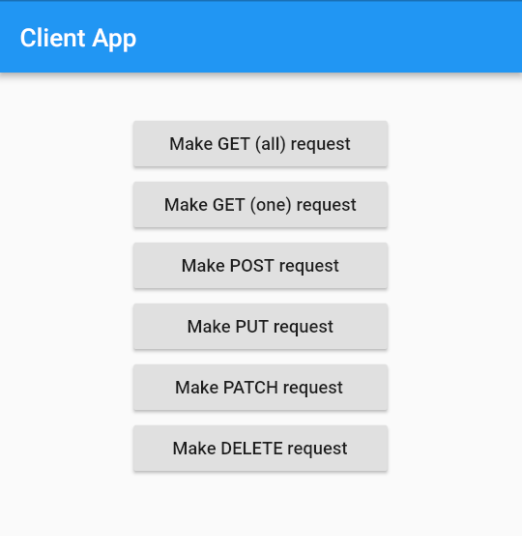 Client App
Make GET (all) request
Make GET (one) request
Make POST request
Make PUT request
Make PATCH request
Make DELETE request